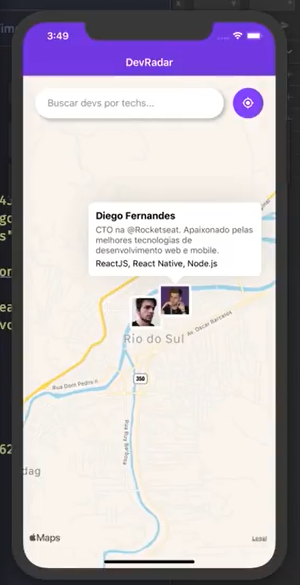 3:49
DevRadar
Buscar devs por techs...
Diego Fernandes
CTO na @Rocketseat. Apaixonado pelas
melhores tecnologias de
desenvolvimento web e mobile.
ReactJS, React Native, Node.js
Rio do Sul
Av. Oscar Barcelos
350
Rua Dom Pedro II
Rua Ruy Barbosa
dag
Maps
Legal